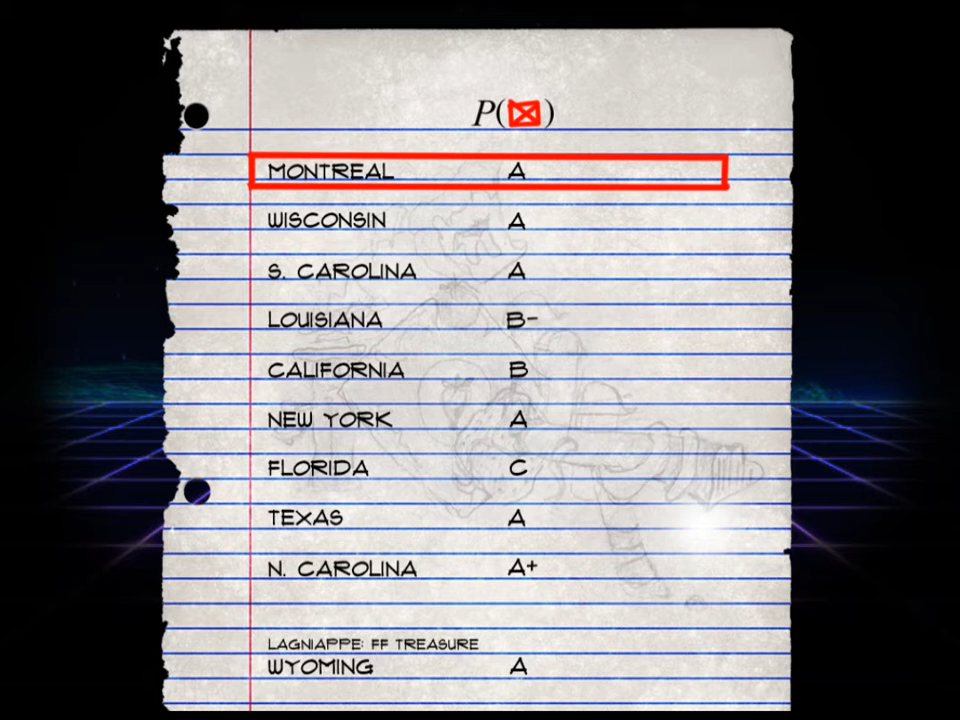 P(☒)
MONTREAL A
WISCONSIN A
S. CAROLINA A
LOUISIANA B-
CALIFORNIA B
NEW YORK A
FLORIDA C
TEXAS A
N. CAROLINA A+
LAGNIAPPE: FF TREASURE
WYOMING A